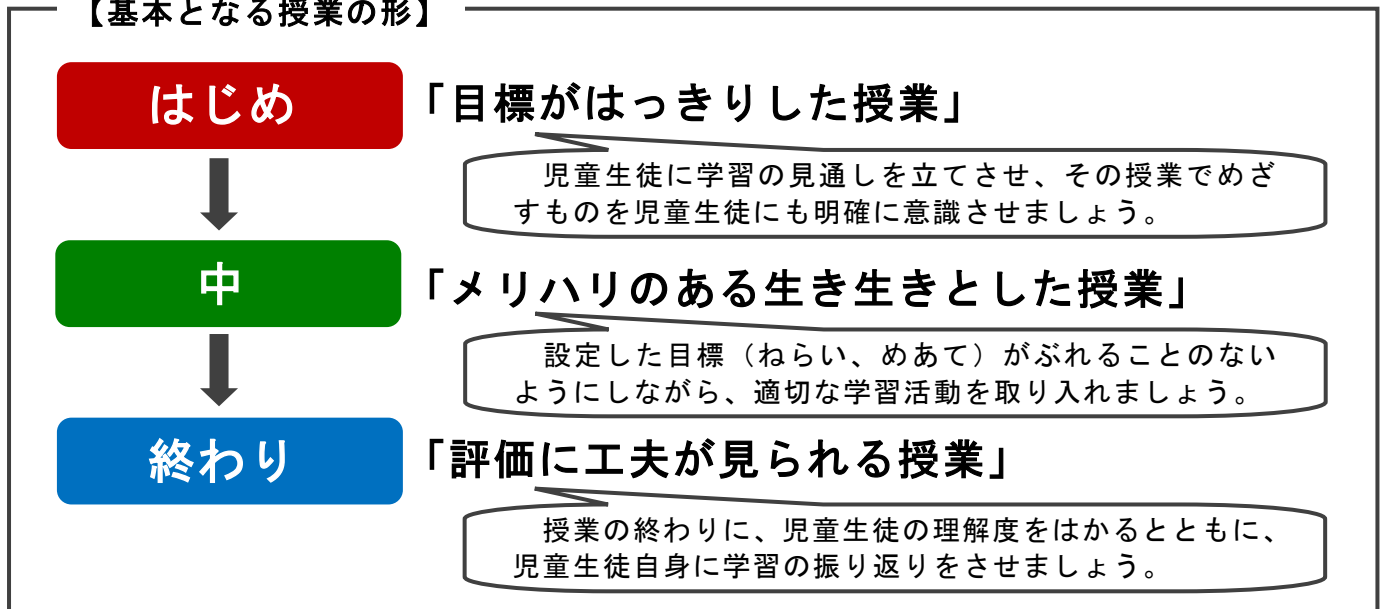 【基本となる授業の形】
はじめ
「目標がはっきりした授業」
児童生徒に学習の見通しを立てさせ、その授業でめざ
すものを児童生徒にも明確に意識させましょう。
中
「メリハリのある生き生きとした授業」
設定した目標（ねらい、めあて）がぶれることのない
ようにしながら、適切な学習活動を取り入れましょう。
終わり
「評価に工夫が見られる授業」
授業の終わりに、児童生徒の理解度をはかるとともに、
児童生徒自身に学習の振り返りをさせましょう。